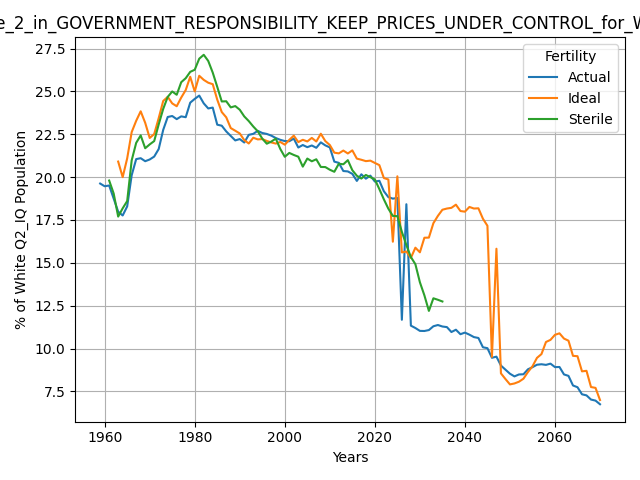 e_2_in_GOVERNMENT_RESPONSIBILITY_KEEP_PRICES_UNDER_CONTROL_for_W
Fertility
Actual
Ideal
Sterile
% of White Q2_IQ Population
27.5
25.0
22.5
20.0
17.5
15.0
12.5
10.0
7.5
1960
1980
2000
2020
2040
2060
Years